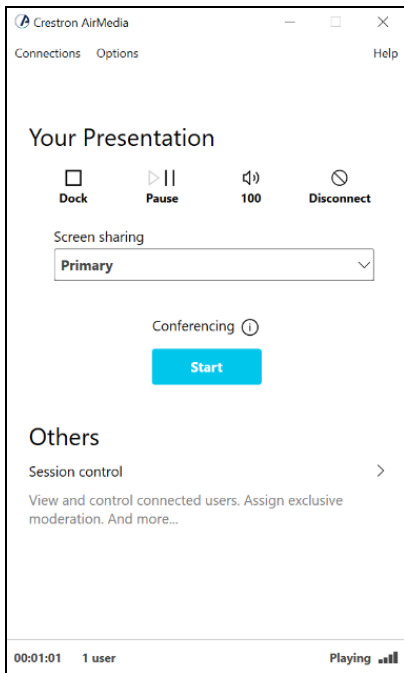 Crestron AirMedia
Connections Options Help
Your Presentation
Dock Pause 100 Disconnect
Screen sharing
Primary
Conferencing
Start
Others
Session control
View and control connected users. Assign exclusive
moderation. And more...
00:01:01 1 user Playing